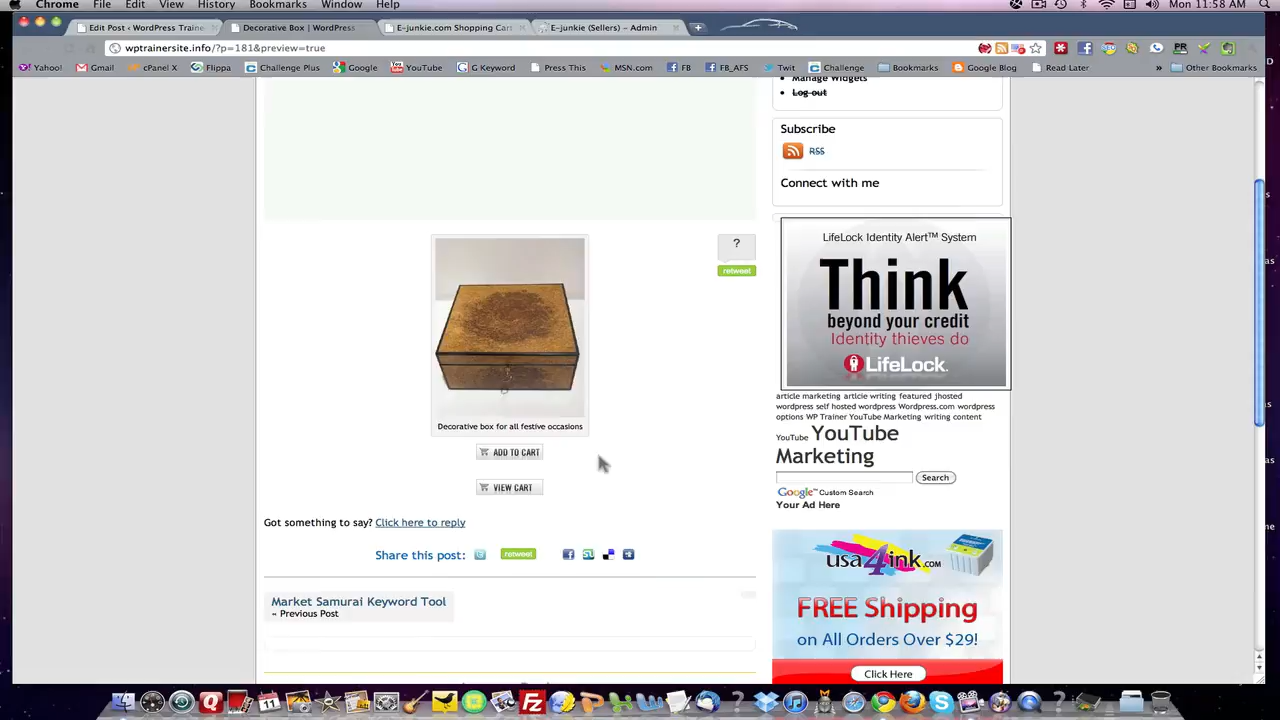 Chrome File Edit View History Bookmarks Window Help Mon 11:58 AM
Edit Post ‹ WordPress Traine Decorative Box | WordPress E-junkie.com Shopping Cart E-junkie (Sellers) – Admin
wptrainersite.info/?p=181&preview=true
Yahoo! Gmail cPanel X Flippa Challenge Plus Google YouTube G Keyword Press This MSN.com FB FB_AFS Twit Challenge Bookmarks Google Blog Read Later » Other Bookmarks
Manage Widgets
Log out
Subscribe
RSS
Connect with me
?
retweet
LifeLock Identity Alert™ System
Think
beyond your credit
Identity thieves do
LifeLock.
Decorative box for all festive occasions
ADD TO CART
VIEW CART
Got something to say? Click here to reply
Share this post: retweet
Market Samurai Keyword Tool
« Previous Post
article marketing article writing featured jhosted
wordpress self hosted wordpress Wordpress.com wordpress
options WP Trainer YouTube Marketing writing content
YouTube YouTube
Marketing
Search
Google™ Custom Search
Your Ad Here
usa4ink.com
FREE Shipping
on All Orders Over $29!
Click Here